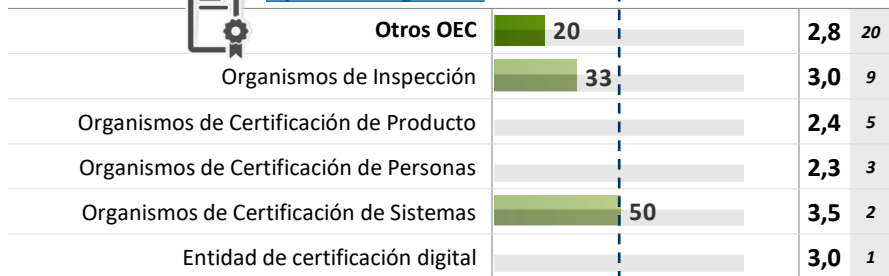 Otros OEC 20 2,8 20
Organismos de Inspección 33 3,0 9
Organismos de Certificación de Producto 2,4 5
Organismos de Certificación de Personas 2,3 3
Organismos de Certificación de Sistemas 50 3,5 2
Entidad de certificación digital 3,0 1